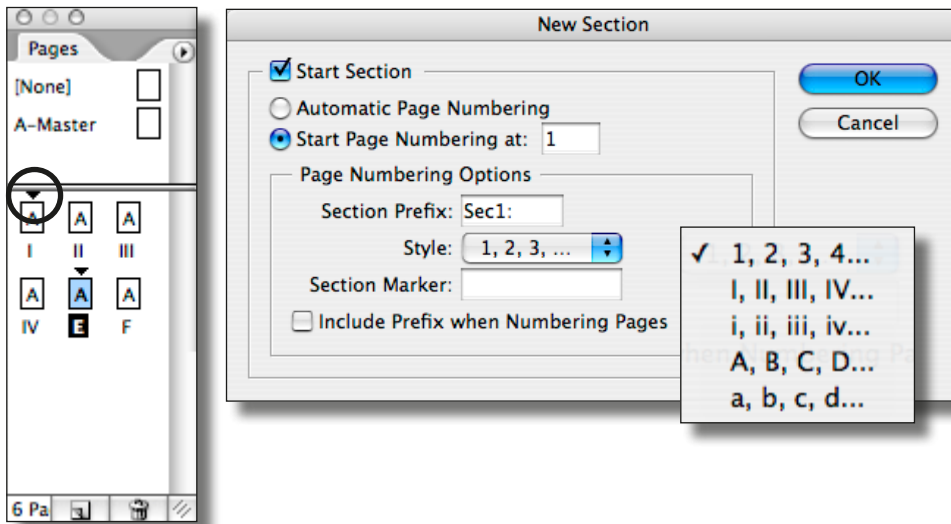 Pages
[None]
A-Master
A A A
I II III
A A A
IV E F
6 Pa
New Section
Start Section
Automatic Page Numbering
Start Page Numbering at: 1
Page Numbering Options
Section Prefix: Sec1:
Style: 1, 2, 3, ...
Section Marker:
Include Prefix when Numbering Pages
OK
Cancel
✓ 1, 2, 3, 4...
I, II, III, IV...
i, ii, iii, iv...
A, B, C, D...
a, b, c, d...